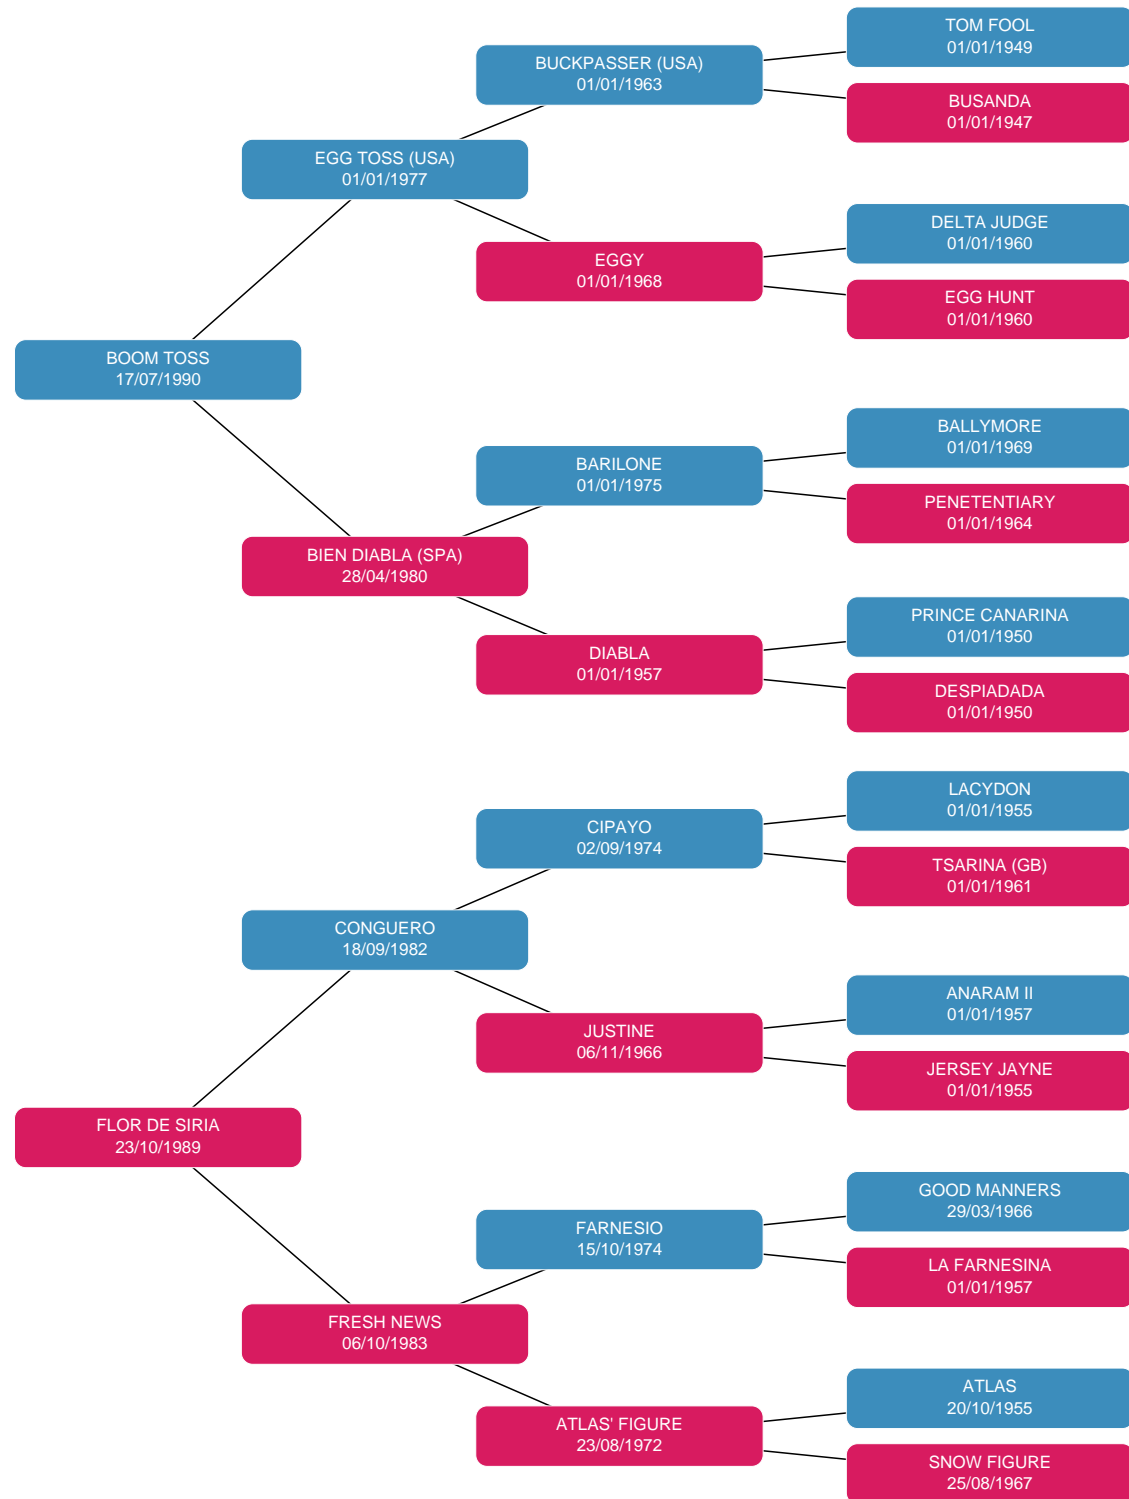 TOM FOOL
01/01/1949
BUCKPASSER (USA)
01/01/1963
BUSANDA
01/01/1947
EGG TOSS (USA)
01/01/1977
DELTA JUDGE
01/01/1960
EGGY
01/01/1968
EGG HUNT
01/01/1960
BOOM TOSS
17/07/1990
BALLYMORE
01/01/1969
BARILONE
01/01/1975
PENETENTIARY
01/01/1964
BIEN DIABLA (SPA)
28/04/1980
PRINCE CANARINA
01/01/1950
DIABLA
01/01/1957
DESPIADADA
01/01/1950
LACYDON
01/01/1955
CIPAYO
02/09/1974
TSARINA (GB)
01/01/1961
CONGUERO
18/09/1982
ANARAM II
01/01/1957
JUSTINE
06/11/1966
JERSEY JAYNE
01/01/1955
FLOR DE SIRIA
23/10/1989
GOOD MANNERS
29/03/1966
FARNESIO
15/10/1974
LA FARNESINA
01/01/1957
FRESH NEWS
06/10/1983
ATLAS
20/10/1955
ATLAS' FIGURE
23/08/1972
SNOW FIGURE
25/08/1967